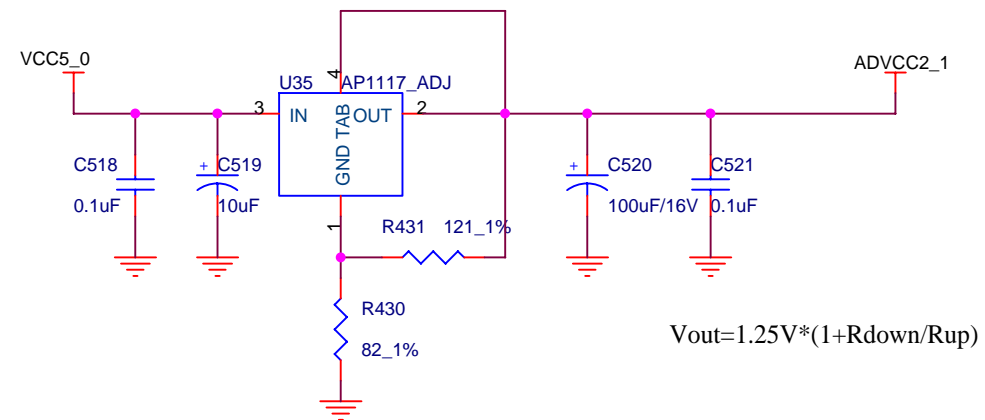 VCC5_0
ADVCC2_1
U35
AP1117_ADJ
4
3
IN
GND TAB
OUT
2
1
C518
0.1uF
+
C519
10uF
R431
121_1%
+
C520
100uF/16V
C521
0.1uF
R430
82_1%
Vout=1.25V*(1+Rdown/Rup)